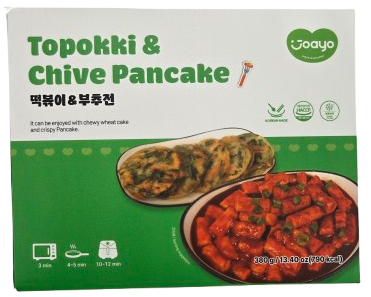 Joayo
Topokki &
Chive Pancake
떡볶이&부추전
It can be enjoyed with chewy wheat cake
and crispy Pancake.
KOREAN MADE
HACCP
3 min
4~5 min
10~12 min
380 g / 13.40 oz(790 kcal)